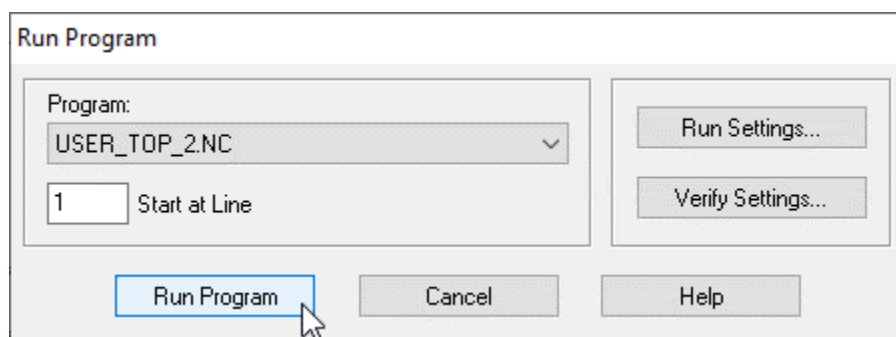 Run Program
Program:
USER_TOP_2.NC
1 Start at Line
Run Settings...
Verify Settings...
Run Program Cancel Help